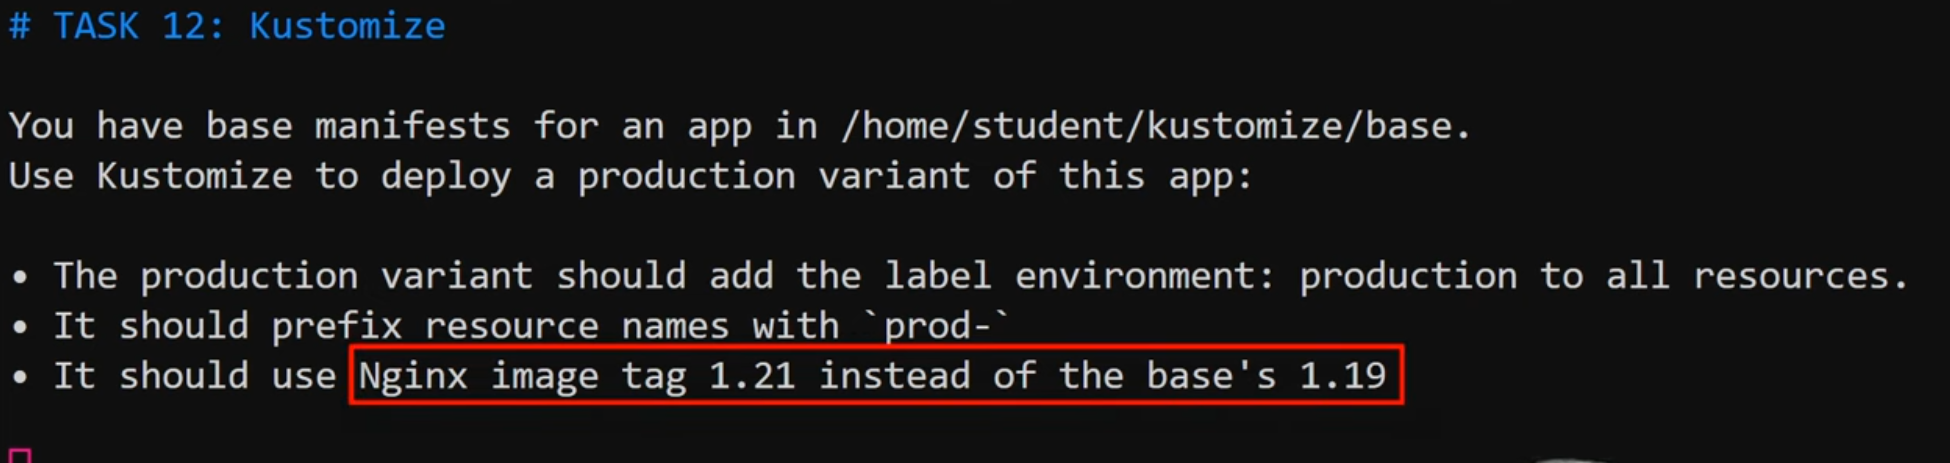 # TASK 12: Kustomize
You have base manifests for an app in /home/student/kustomize/base.
Use Kustomize to deploy a production variant of this app:
• The production variant should add the label environment: production to all resources.
• It should prefix resource names with `prod-`
• It should use Nginx image tag 1.21 instead of the base's 1.19